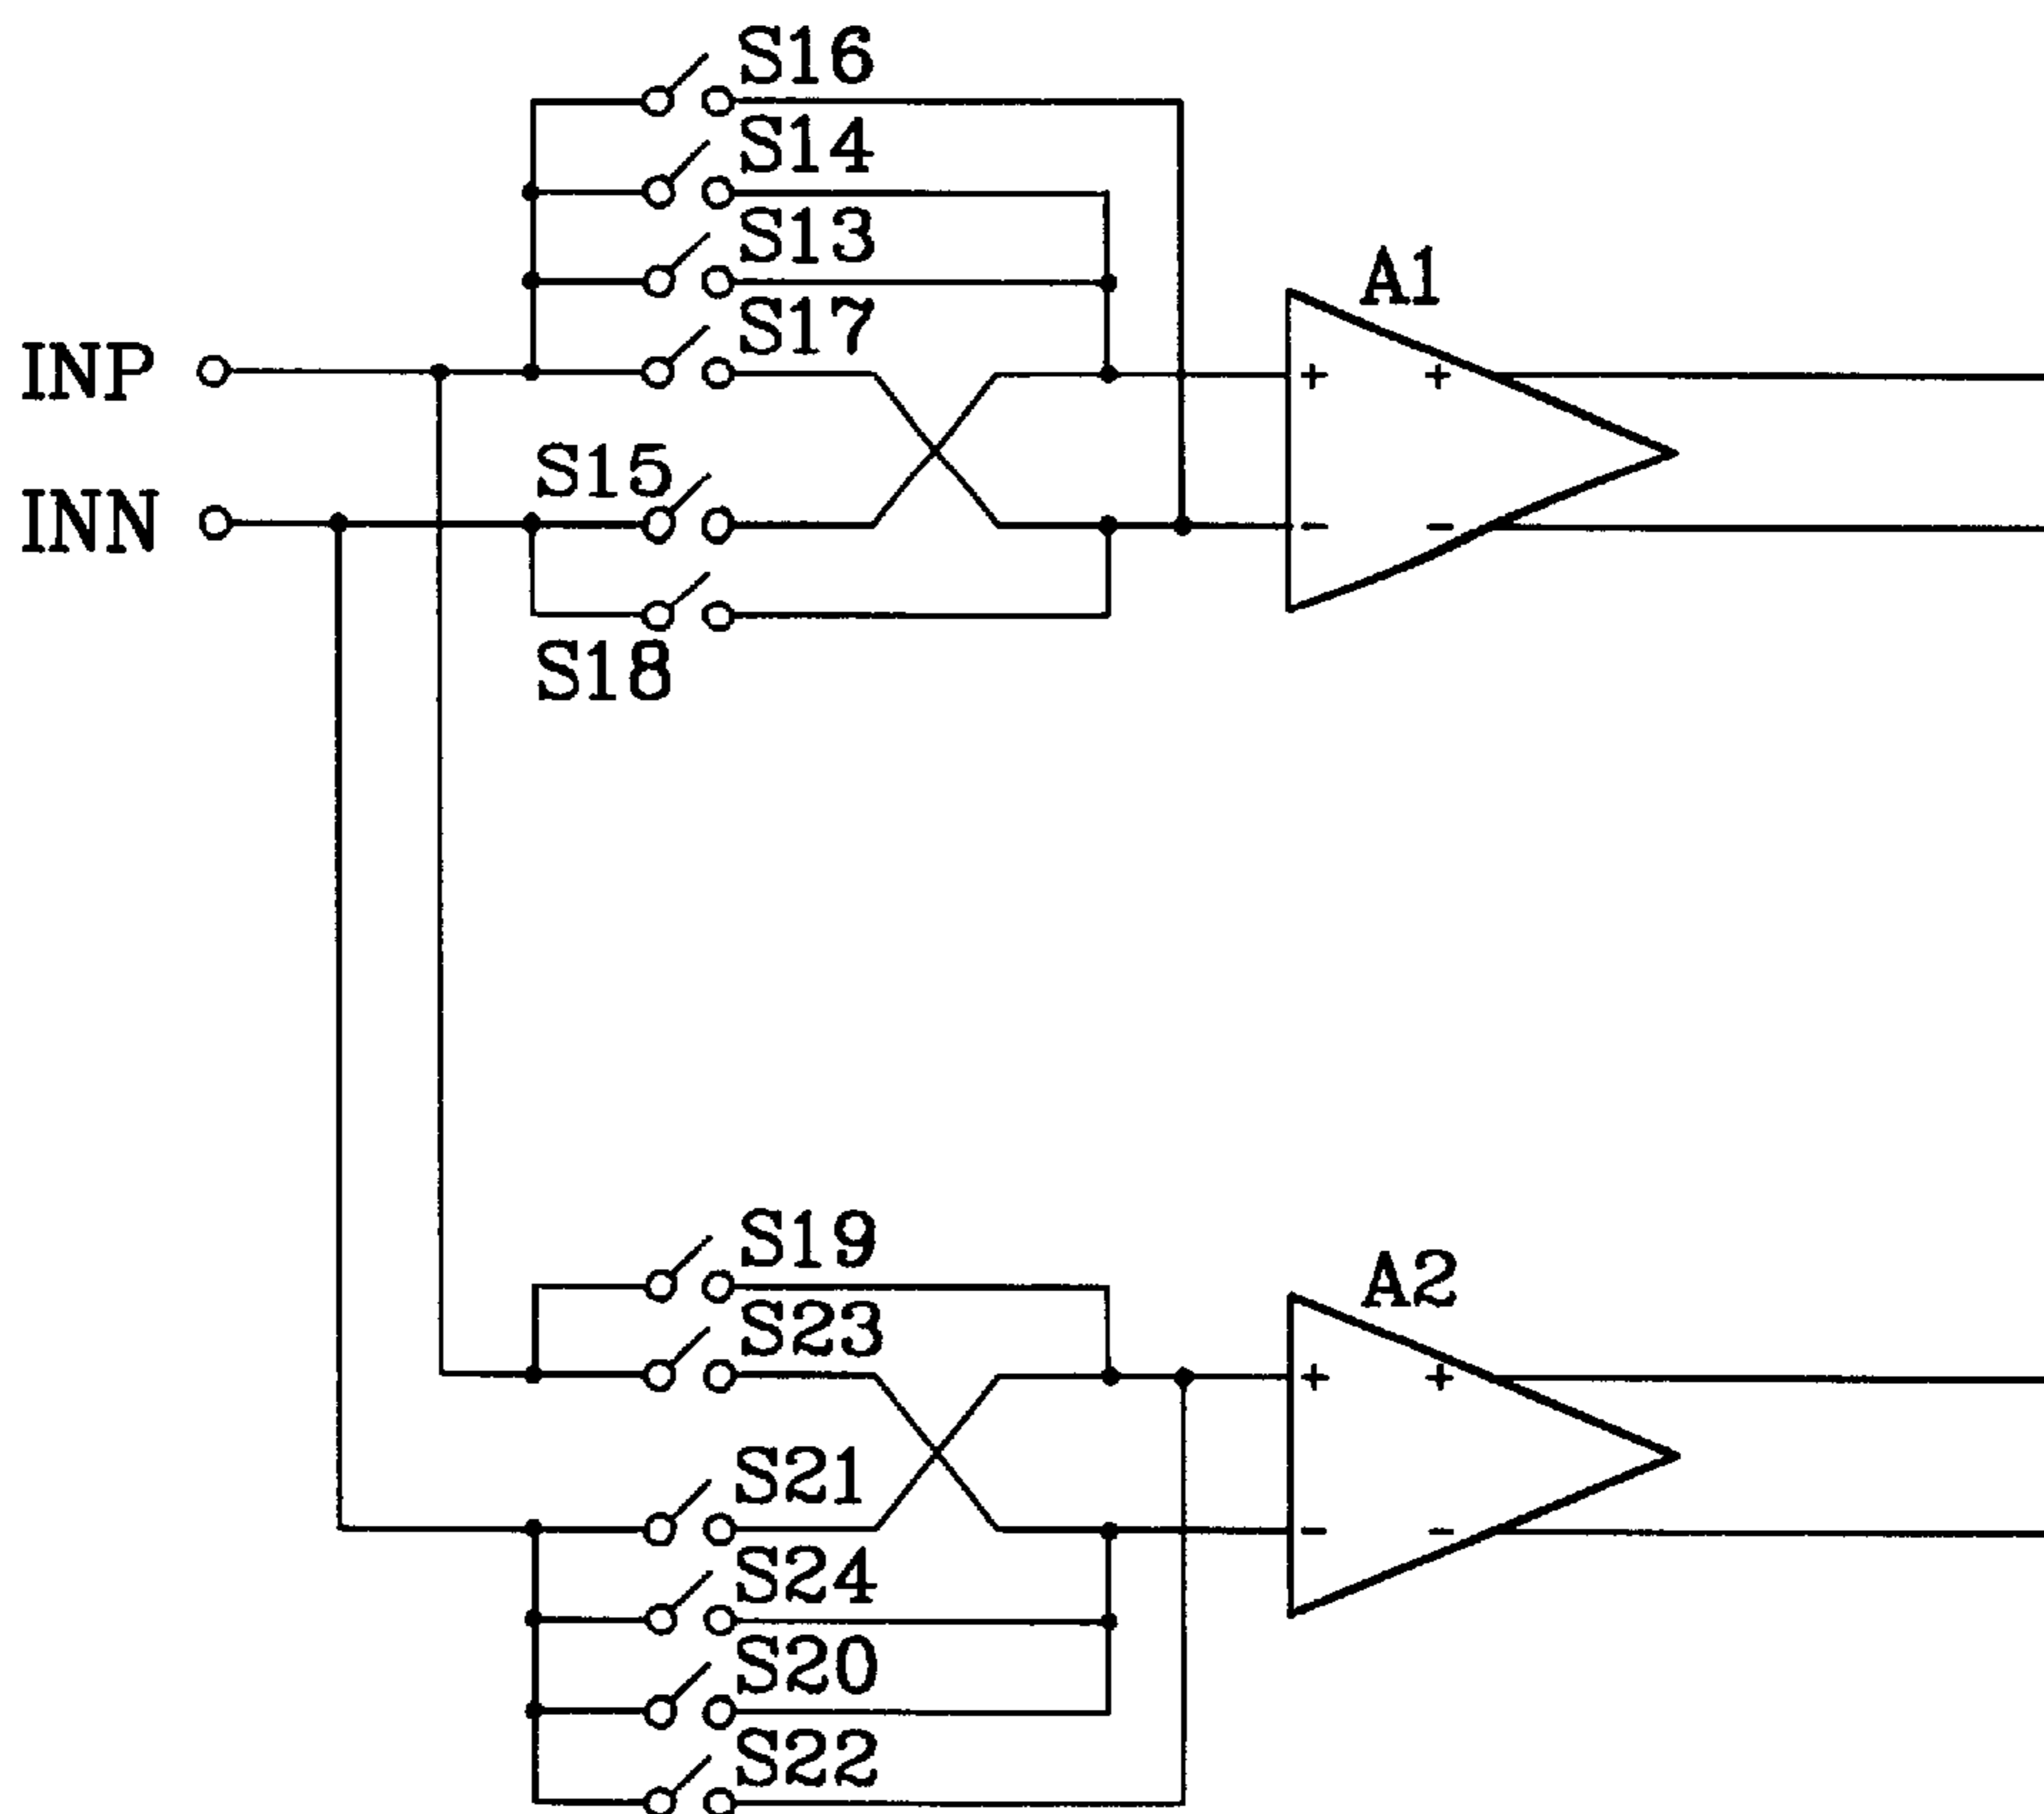 S16
S14
S13
A1
S17
INP
+ +
S15
INN
- -
S18
S19
A2
S23
+ +
S21
- -
S24
S20
S22